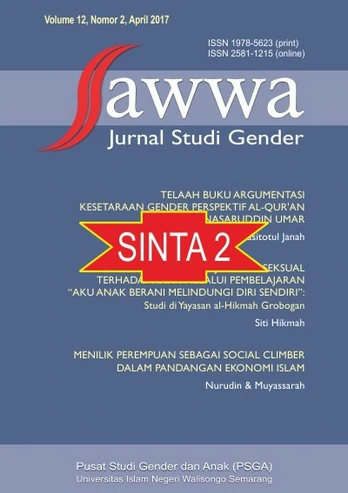 Volume 12, Nomor 2, April 2017
ISSN 1978-5623 (print)
ISSN 2581-1215 (online)
Sawwa
Jurnal Studi Gender
TELAAH BUKU ARGUMENTASI
KESETARAAN GENDER PERSPEKTIF AL-QUR'AN
NASARUDDIN UMAR
Janah
SINTA 2
SEKSUAL
TERHADAP PEMBELAJARAN
“AKU ANAK BERANI MELINDUNGI DIRI SENDIRI”:
Studi di Yayasan al-Hikmah Grobogan
Siti Hikmah
MENILIK PEREMPUAN SEBAGAI SOCIAL CLIMBER
DALAM PANDANGAN EKONOMI ISLAM
Nurudin & Muyassarah
Pusat Studi Gender dan Anak (PSGA)
Universitas Islam Negeri Walisongo Semarang